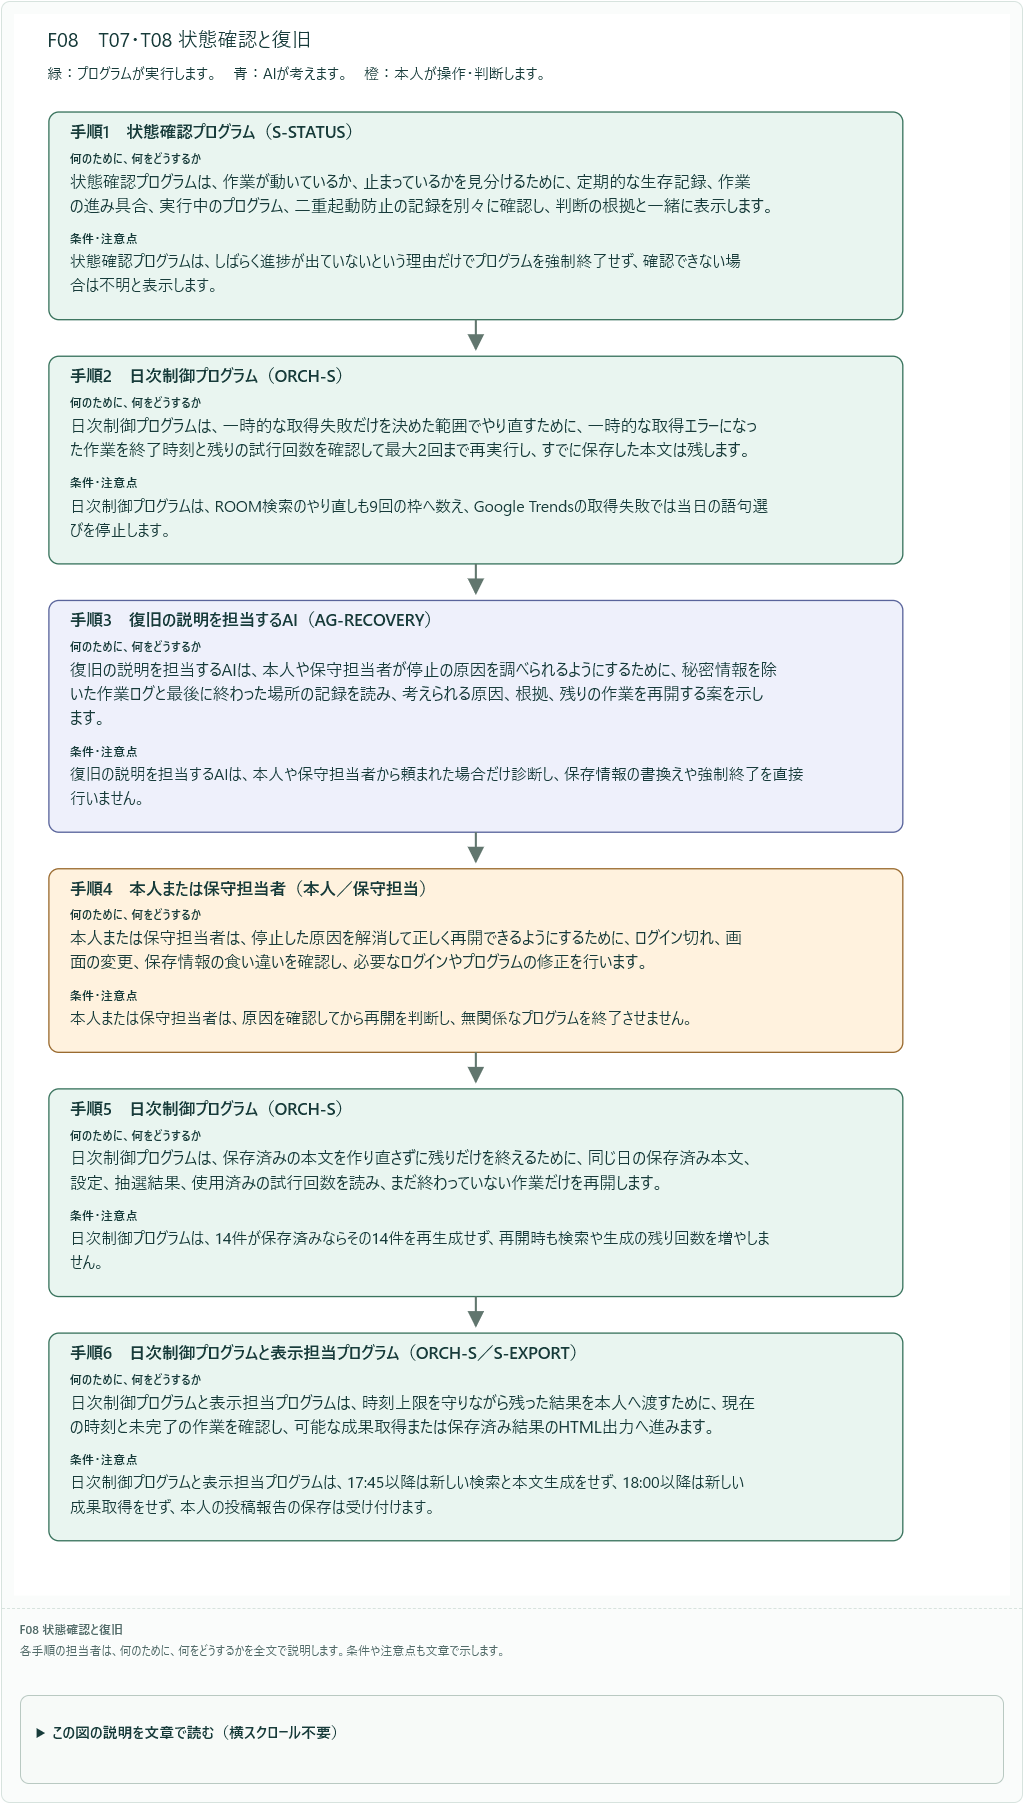 F08　T07・T08 状態確認と復旧
緑：プログラムが実行します。　青：AIが考えます。　橙：本人が操作・判断します。
手順1　状態確認プログラム（S-STATUS）
何のために、何をどうするか
状態確認プログラムは、作業が動いているか、止まっているかを見分けるために、定期的な生存記録、作業
の進み具合、実行中のプログラム、二重起動防止の記録を別々に確認し、判断の根拠と一緒に表示します。
条件・注意点
状態確認プログラムは、しばらく進捗が出ていないという理由だけでプログラムを強制終了せず、確認できない場
合は不明と表示します。
手順2　日次制御プログラム（ORCH-S）
何のために、何をどうするか
日次制御プログラムは、一時的な取得失敗だけを決めた範囲でやり直すために、一時的な取得エラーになっ
た作業を終了時刻と残りの試行回数を確認して最大2回まで再実行し、すでに保存した本文は残します。
条件・注意点
日次制御プログラムは、ROOM検索のやり直しも9回の枠へ数え、Google Trendsの取得失敗では当日の語句選
びを停止します。
手順3　復旧の説明を担当するAI（AG-RECOVERY）
何のために、何をどうするか
復旧の説明を担当するAIは、本人や保守担当者が停止の原因を調べられるようにするために、秘密情報を除
いた作業ログと最後に終わった場所の記録を読み、考えられる原因、根拠、残りの作業を再開する案を示し
ます。
条件・注意点
復旧の説明を担当するAIは、本人や保守担当者から頼まれた場合だけ診断し、保存情報の書換えや強制終了を直接
行いません。
手順4　本人または保守担当者（本人／保守担当）
何のために、何をどうするか
本人または保守担当者は、停止した原因を解消して正しく再開できるようにするために、ログイン切れ、画
面の変更、保存情報の食い違いを確認し、必要なログインやプログラムの修正を行います。
条件・注意点
本人または保守担当者は、原因を確認してから再開を判断し、無関係なプログラムを終了させません。
手順5　日次制御プログラム（ORCH-S）
何のために、何をどうするか
日次制御プログラムは、保存済みの本文を作り直さずに残りだけを終えるために、同じ日の保存済み本文、
設定、抽選結果、使用済みの試行回数を読み、まだ終わっていない作業だけを再開します。
条件・注意点
日次制御プログラムは、14件が保存済みならその14件を再生成せず、再開時も検索や生成の残り回数を増やしま
せん。
手順6　日次制御プログラムと表示担当プログラム（ORCH-S／S-EXPORT）
何のために、何をどうするか
日次制御プログラムと表示担当プログラムは、時刻上限を守りながら残った結果を本人へ渡すために、現在
の時刻と未完了の作業を確認し、可能な成果取得または保存済み結果のHTML出力へ進みます。
条件・注意点
日次制御プログラムと表示担当プログラムは、17:45以降は新しい検索と本文生成をせず、18:00以降は新しい
成果取得をせず、本人の投稿報告の保存は受け付けます。
F08 状態確認と復旧
各手順の担当者は、何のために、何をどうするかを全文で説明します。条件や注意点も文章で示します。
▶ この図の説明を文章で読む（横スクロール不要）